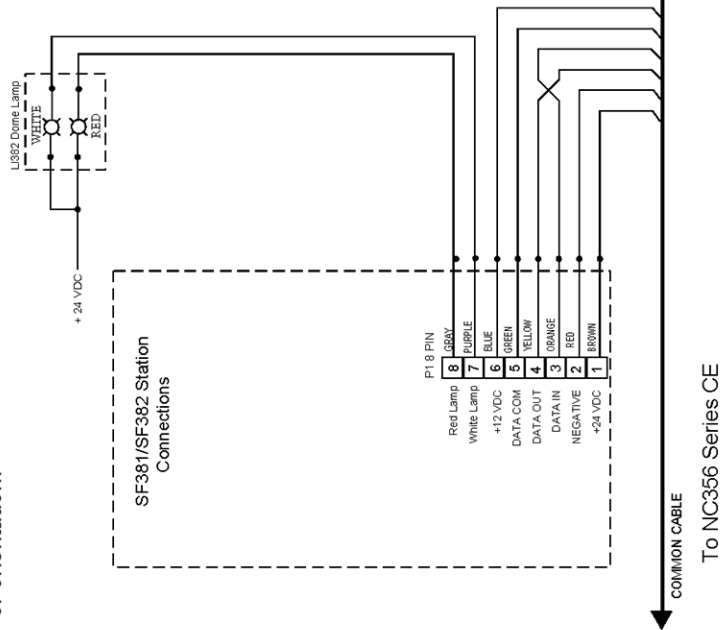 LI382 Dome Lamp
WHITE
RED
+ 24 VDC
SF381/SF382 Station
Connections
P1 8 PIN
Red Lamp 8 GRAY
White Lamp 7 PURPLE
+12 VDC 6 BLUE
DATA COM 5 GREEN
DATA OUT 4 YELLOW
DATA IN 3 ORANGE
NEGATIVE 2 RED
+24 VDC 1 BROWN
COMMON CABLE
To NC356 Series CE